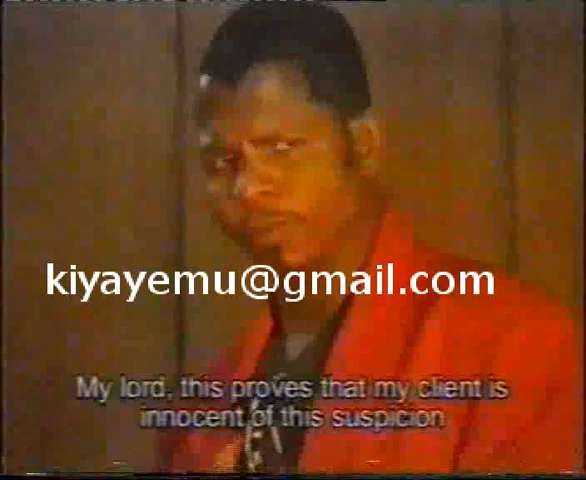 kiyayemu@gmail.com
My lord, this proves that my client is
innocent of this suspicion